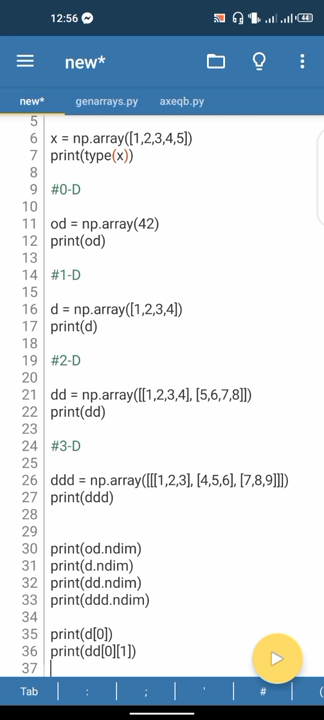 12:56
44
new*
new*
genarrays.py
axeqb.py
5
6 x = np.array([1,2,3,4,5])
7 print(type(x))
8
9 #0-D
10
11 od = np.array(42)
12 print(od)
13
14 #1-D
15
16 d = np.array([1,2,3,4])
17 print(d)
18
19 #2-D
20
21 dd = np.array([[1,2,3,4], [5,6,7,8]])
22 print(dd)
23
24 #3-D
25
26 ddd = np.array([[[1,2,3], [4,5,6], [7,8,9]]])
27 print(ddd)
28
29
30 print(od.ndim)
31 print(d.ndim)
32 print(dd.ndim)
33 print(ddd.ndim)
34
35 print(d[0])
36 print(dd[0][1])
37
Tab : ; ' # (